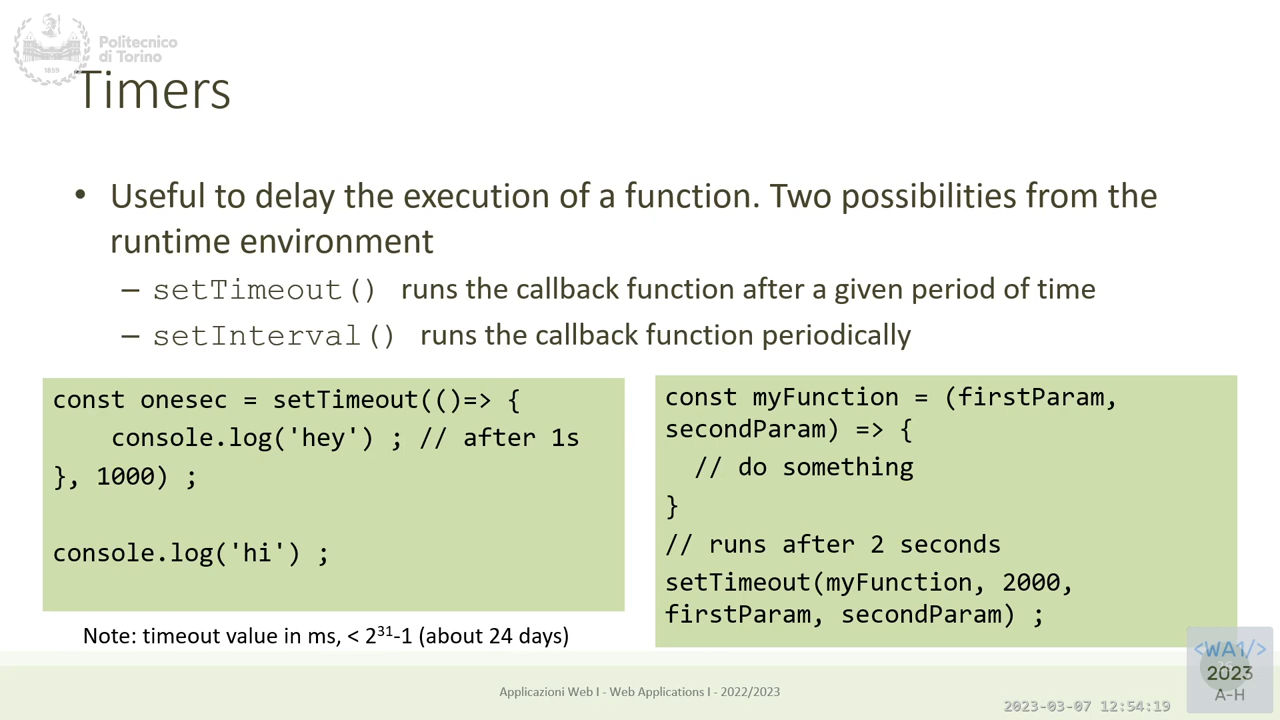 Politecnico
di Torino
1859
Timers
• Useful to delay the execution of a function. Two possibilities from the
runtime environment
– setTimeout() runs the callback function after a given period of time
– setInterval() runs the callback function periodically
const onesec = setTimeout(()=> {
console.log('hey') ; // after 1s
}, 1000) ;
console.log('hi') ;
Note: timeout value in ms, < 2³¹-1 (about 24 days)
const myFunction = (firstParam,
secondParam) => {
// do something
}
// runs after 2 seconds
setTimeout(myFunction, 2000,
firstParam, secondParam) ;
<WA1/>
2023
A-H
Applicazioni Web I - Web Applications I - 2022/2023
2023-03-07 12:54:19